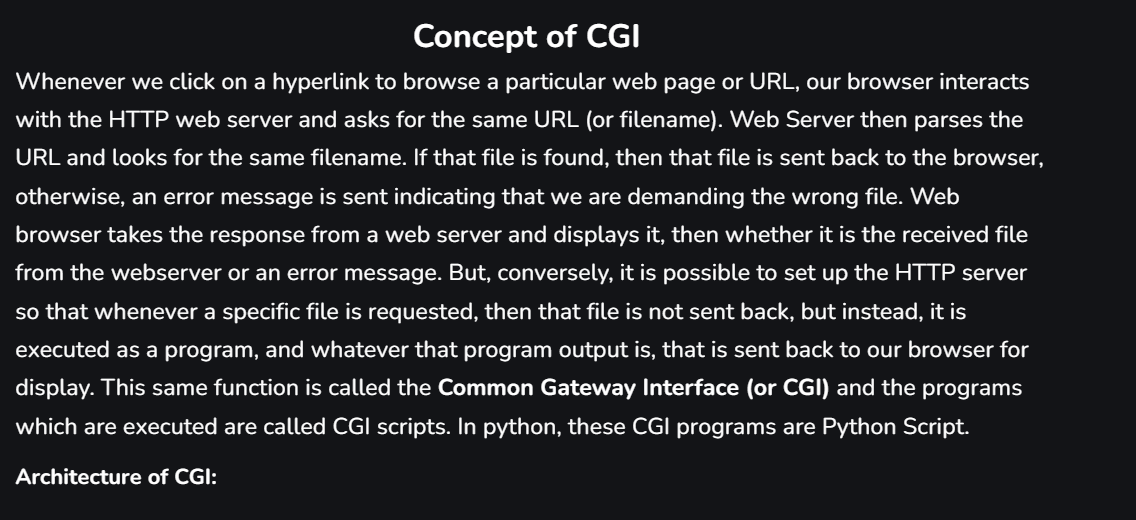 Concept of CGI
Whenever we click on a hyperlink to browse a particular web page or URL, our browser interacts
with the HTTP web server and asks for the same URL (or filename). Web Server then parses the
URL and looks for the same filename. If that file is found, then that file is sent back to the browser,
otherwise, an error message is sent indicating that we are demanding the wrong file. Web
browser takes the response from a web server and displays it, then whether it is the received file
from the webserver or an error message. But, conversely, it is possible to set up the HTTP server
so that whenever a specific file is requested, then that file is not sent back, but instead, it is
executed as a program, and whatever that program output is, that is sent back to our browser for
display. This same function is called the Common Gateway Interface (or CGI) and the programs
which are executed are called CGI scripts. In python, these CGI programs are Python Script.
Architecture of CGI: